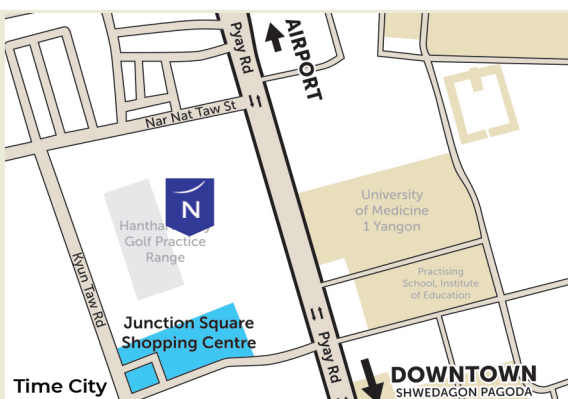 Pyay Rd
AIRPORT
Nar Nat Taw St
N
University
of Medicine
1 Yangon
Golf Practice
Range
Kyun Taw Rd
Practising
School, Institute
of Education
Junction Square
Shopping Centre
Pyay Rd
Time City
DOWNTOWN
SHWEDAGON PAGODA